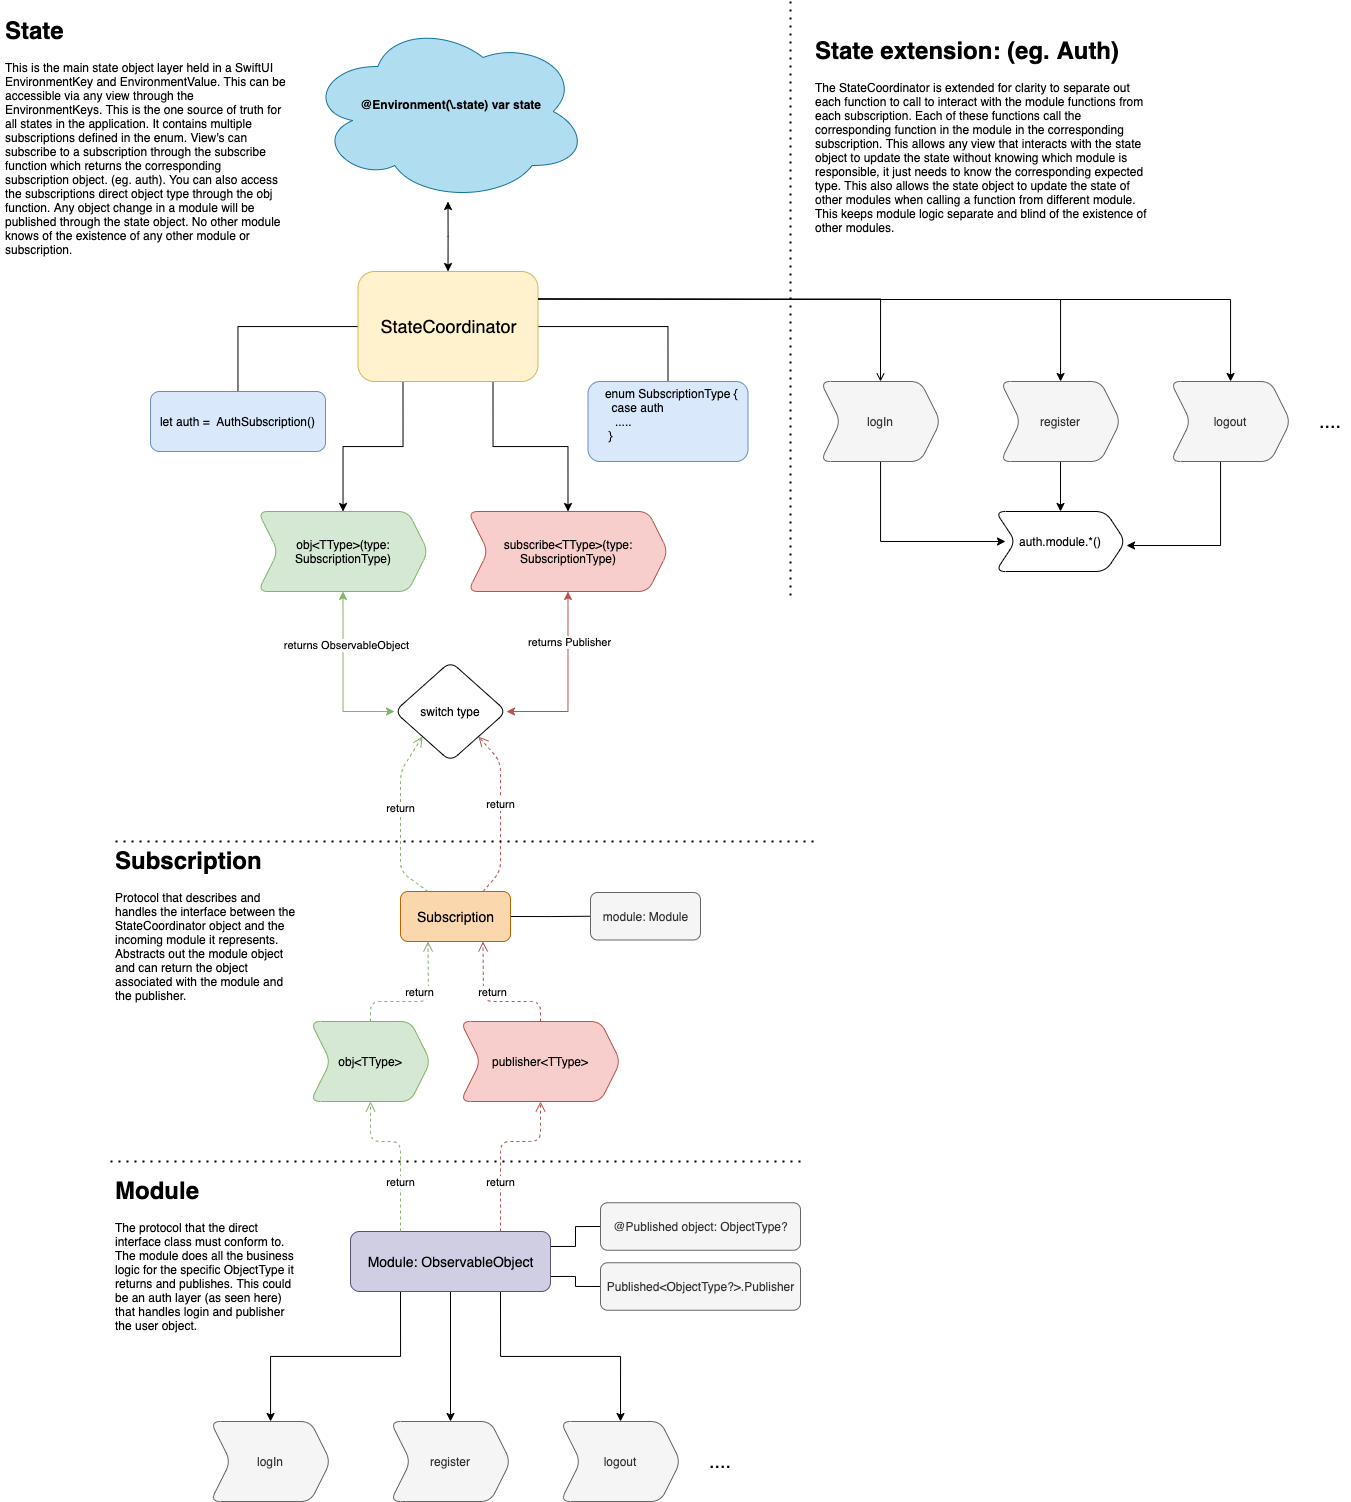 State
This is the main state object layer held in a SwiftUI
EnvironmentKey and EnvironmentValue. This can be
accessible via any view through the
EnvironmentKeys. This is the one source of truth for
all states in the application. It contains multiple
subscriptions defined in the enum. View's can
subscribe to a subscription through the subscribe
function which returns the corresponding
subscription object. (eg. auth). You can also access
the subscriptions direct object type through the obj
function. Any object change in a module will be
published through the state object. No other module
knows of the existence of any other module or
subscription.
@Environment(\.state) var state
State extension: (eg. Auth)
The StateCoordinator is extended for clarity to separate out
each function to call to interact with the module functions from
each subscription. Each of these functions call the
corresponding function in the module in the corresponding
subscription. This allows any view that interacts with the state
object to update the state without knowing which module is
responsible, it just needs to know the corresponding expected
type. This also allows the state object to update the state of
other modules when calling a function from different module.
This keeps module logic separate and blind of the existence of
other modules.
StateCoordinator
let auth =  AuthSubscription()
enum SubscriptionType {
case auth
.....
}
logIn
register
logout
....
obj<TType>(type:
SubscriptionType)
subscribe<TType>(type:
SubscriptionType)
auth.module.*()
returns ObservableObject
returns Publisher
switch type
return
return
Subscription
Protocol that describes and
handles the interface between the
StateCoordinator object and the
incoming module it represents.
Abstracts out the module object
and can return the object
associated with the module and
the publisher.
Subscription
module: Module
return
return
obj<TType>
publisher<TType>
return
return
Module
The protocol that the direct
interface class must conform to.
The module does all the business
logic for the specific ObjectType it
returns and publishes. This could
be an auth layer (as seen here)
that handles login and publisher
the user object.
Module: ObservableObject
@Published object: ObjectType?
Published<ObjectType?>.Publisher
logIn
register
logout
....